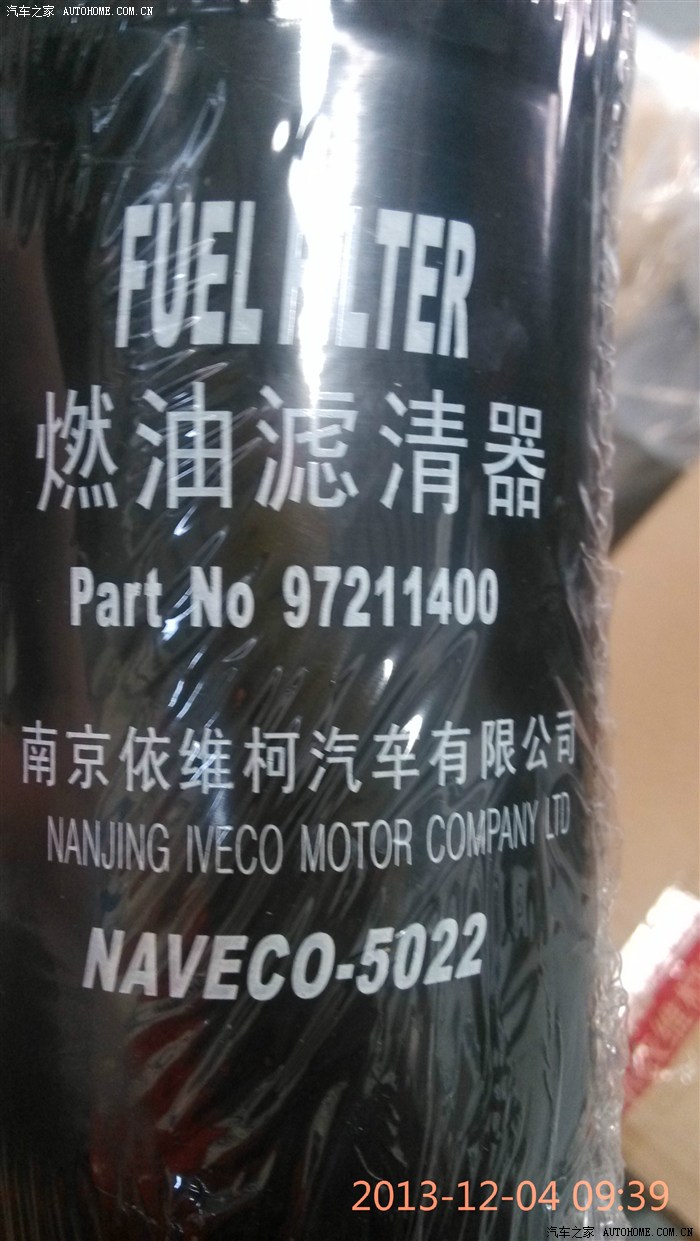 汽车之家 AUTOHOME.COM.CN
FUEL FILTER
燃油滤清器
Part No 97211400
南京依维柯汽车有限公司
NANJING IVECO MOTOR COMPANY LTD
NAVECO-5022
2013-12-04 09:39
汽车之家 AUTOHOME.COM.CN